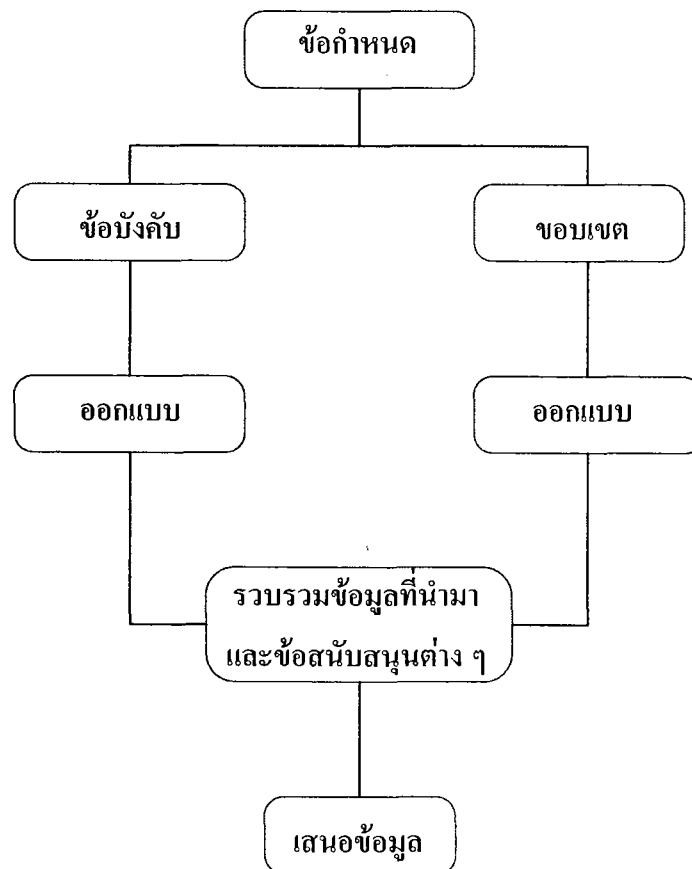 ข้อกำหนด
ข้อบังคับ
ขอบเขต
ออกแบบ
ออกแบบ
รวบรวมข้อมูลที่นำมา
และข้อสนับสนุนต่าง ๆ
เสนอข้อมูล